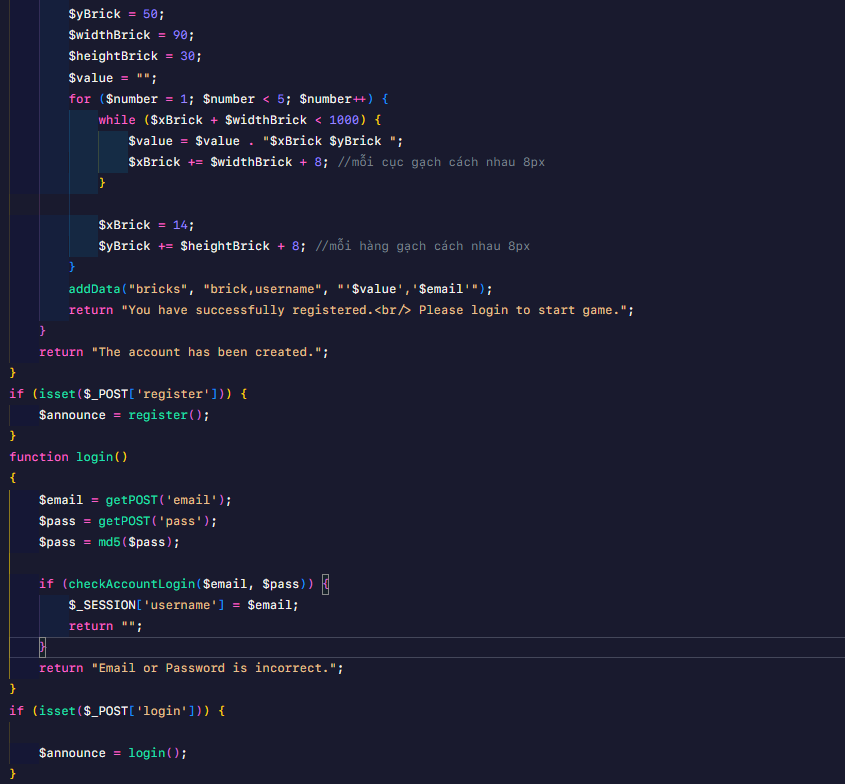 $yBrick = 50;
$widthBrick = 90;
$heightBrick = 30;
$value = "";
for ($number = 1; $number < 5; $number++) {
while ($xBrick + $widthBrick < 1000) {
$value = $value . "$xBrick $yBrick ";
$xBrick += $widthBrick + 8; //mỗi cục gạch cách nhau 8px
}
$xBrick = 14;
$yBrick += $heightBrick + 8; //mỗi hàng gạch cách nhau 8px
}
addData("bricks", "brick,username", "'$value','$email'");
return "You have successfully registered.<br/> Please login to start game.";
}
return "The account has been created.";
}
if (isset($_POST['register'])) {
$announce = register();
}
function login()
{
$email = getPOST('email');
$pass = getPOST('pass');
$pass = md5($pass);
if (checkAccountLogin($email, $pass)) {
$_SESSION['username'] = $email;
return "";
}
return "Email or Password is incorrect.";
}
if (isset($_POST['login'])) {
$announce = login();
}